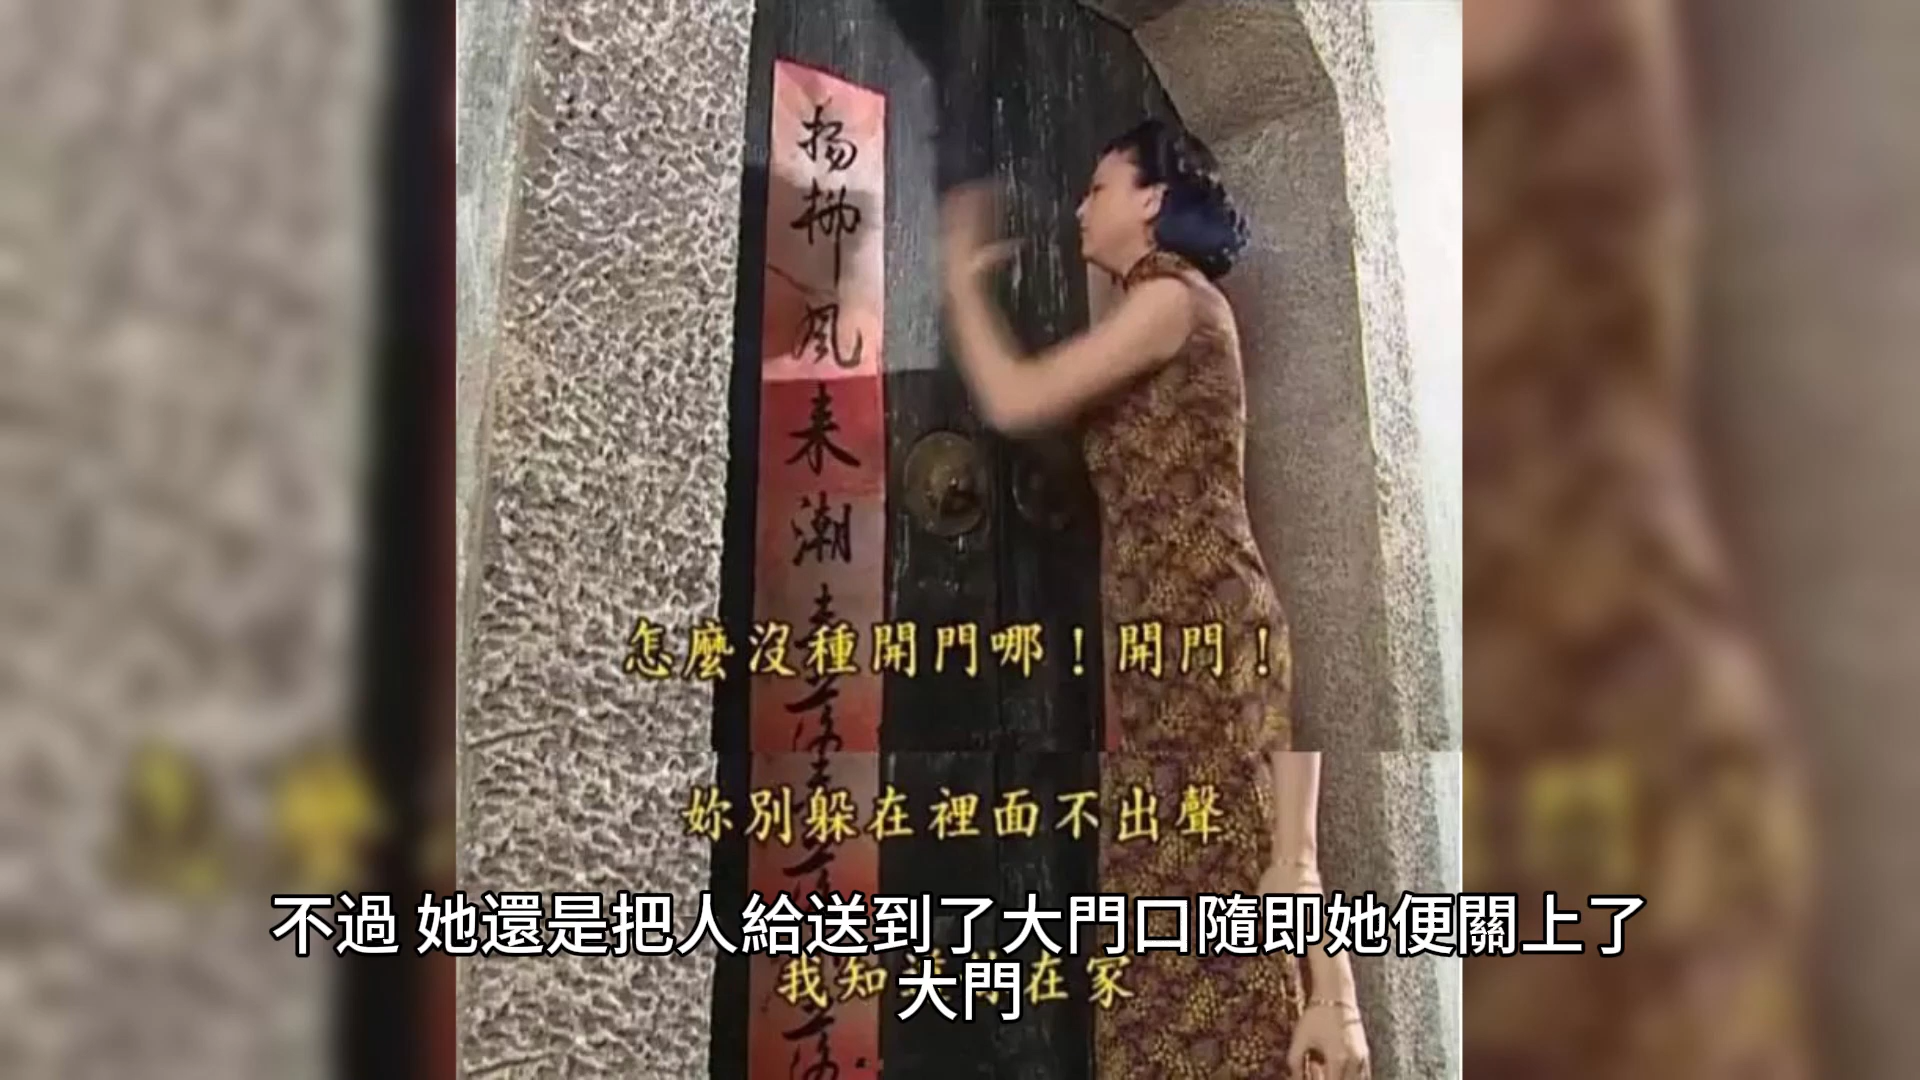 揚柳風来潮
怎麼沒種開門哪！開門！
妳別躲在裡面不出聲
不過 她還是把人給送到了大門口隨即她便關上了
大門
我知
在家